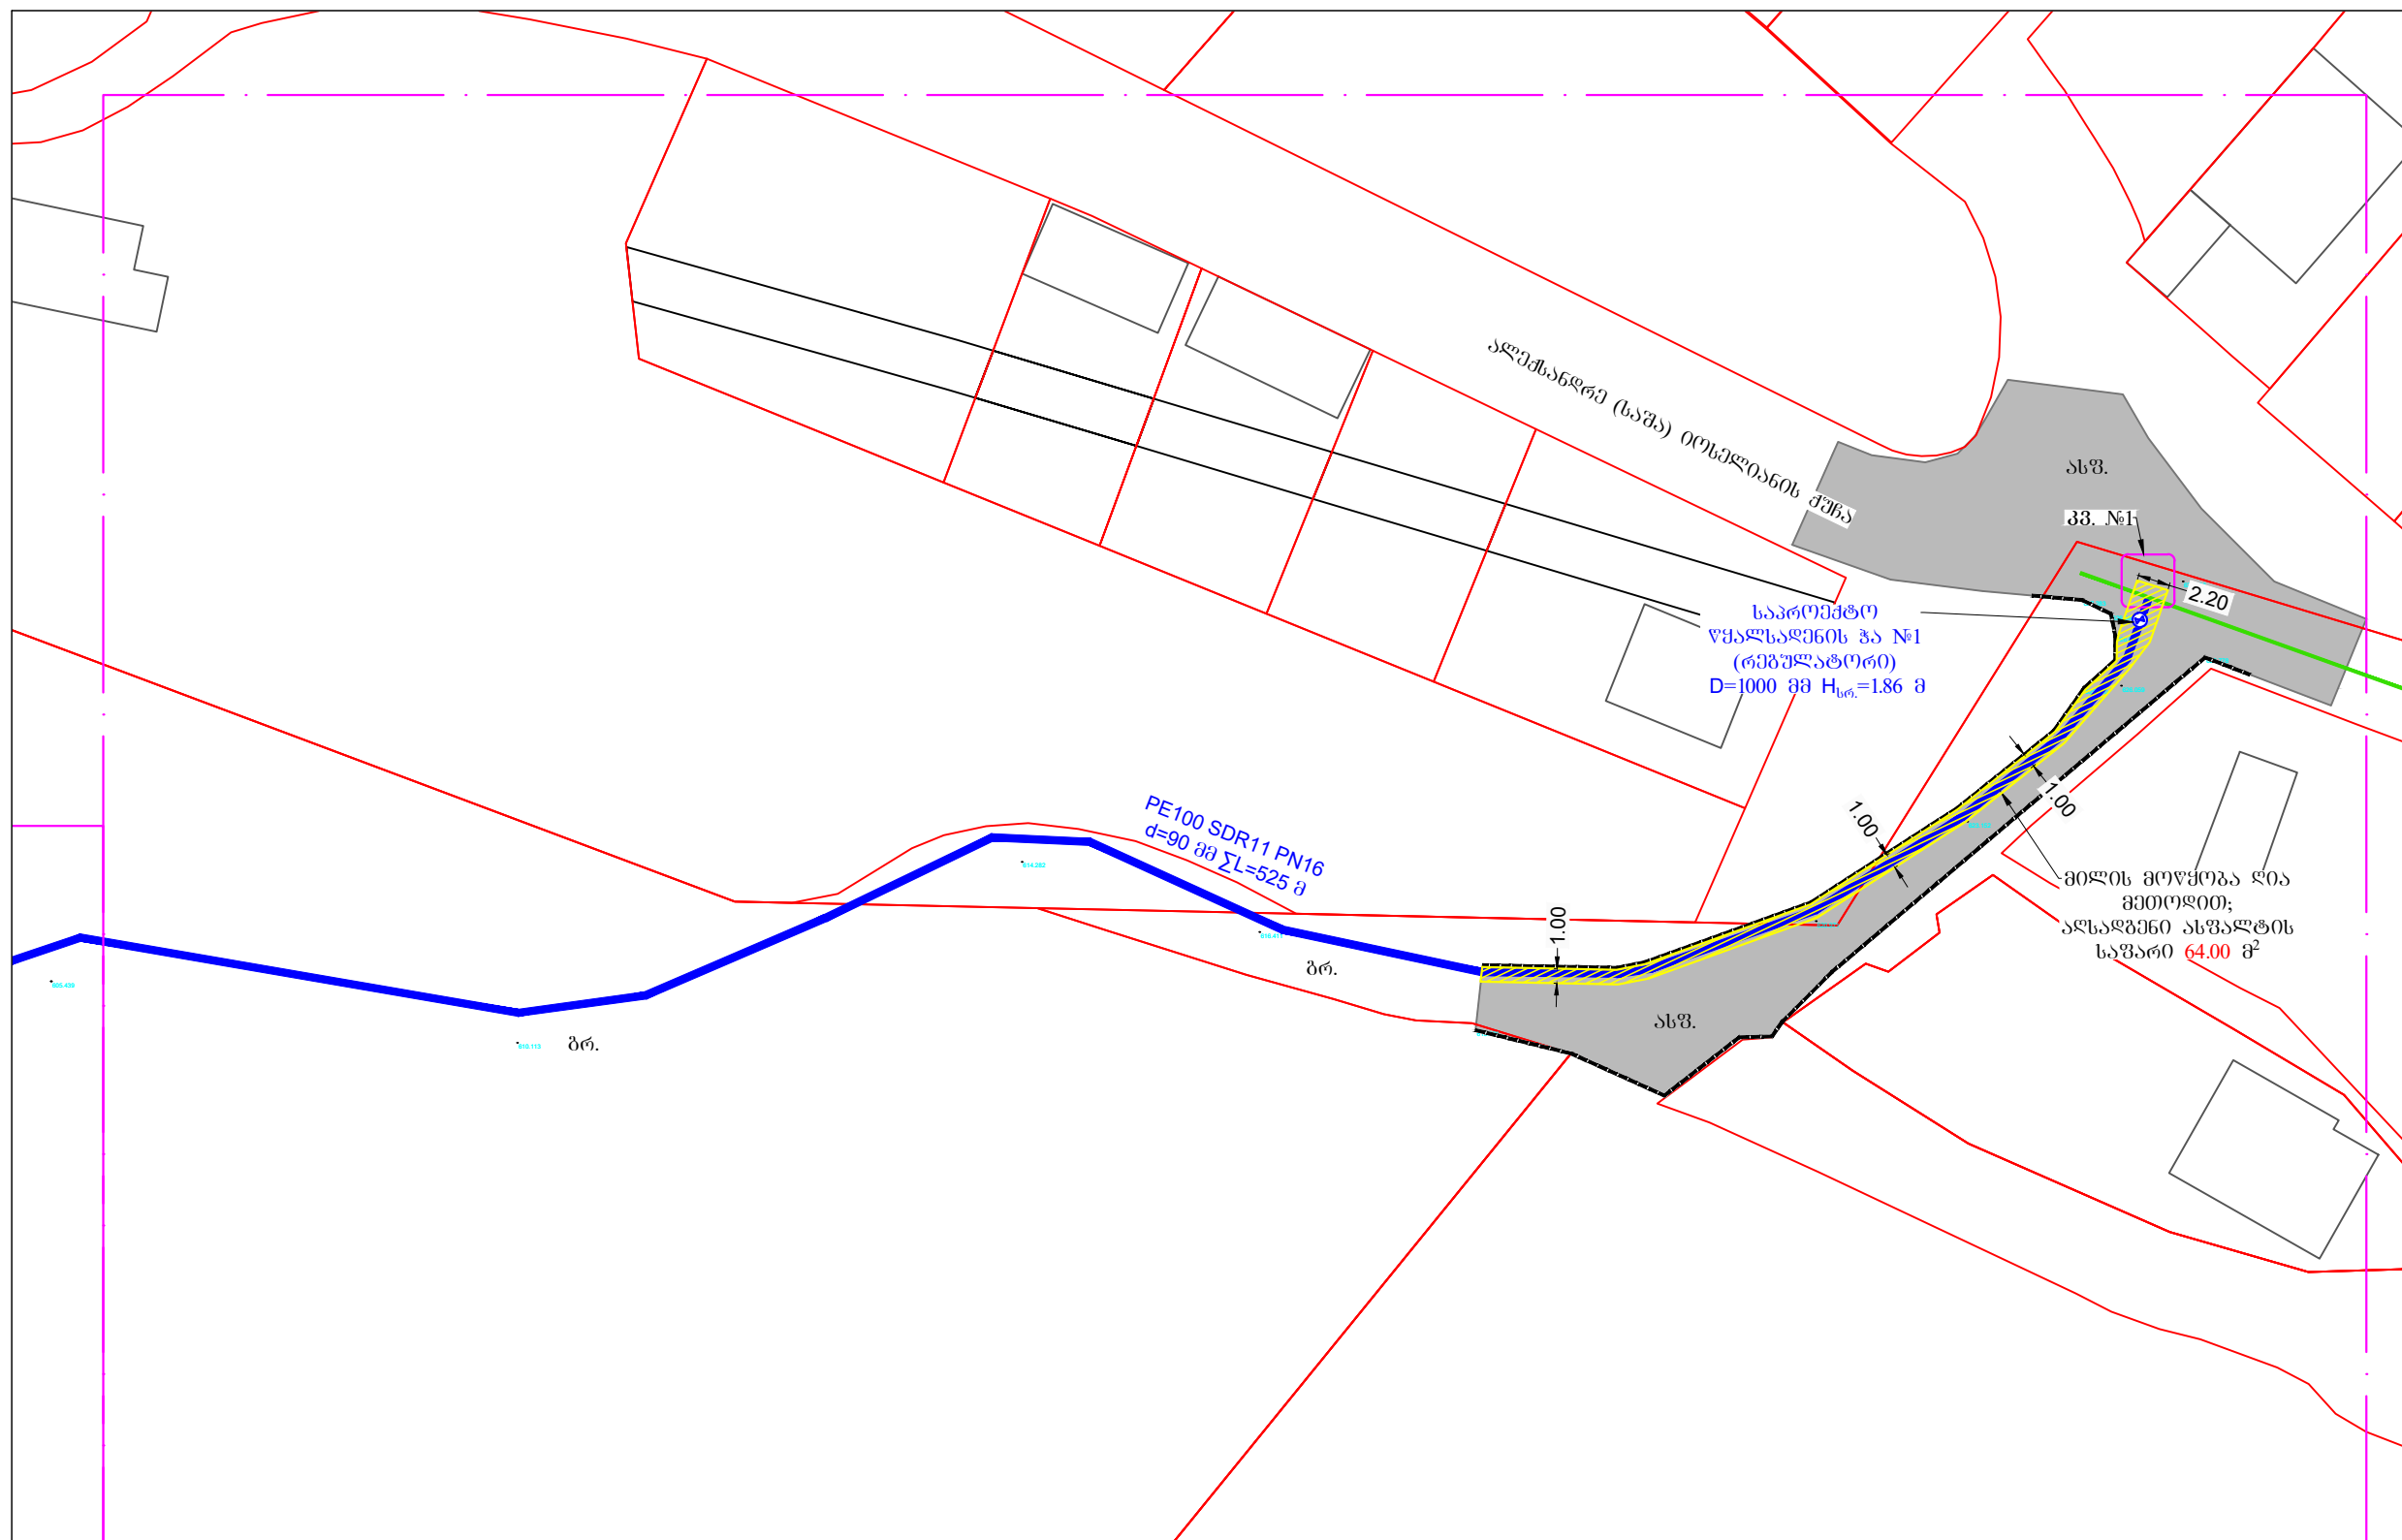 ალექსანდრე (საშა) იოსელიანის ქუჩა
ასფ.
კვ. №1
2.20
საპროექტო
წყალსადენის ჭა №1
(რეგულატორი)
D=1000 მმ Hსრ.=1.86 მ
1.00
1.00
PE100 SDR11 PN16
d=90 მმ ∑L=525 მ
მილის მოწყობა ღია
მეთოდით;
აღსადგენი ასფალტის
საფარი 64.00 მ²
1.00
გრ.
ასფ.
გრ.